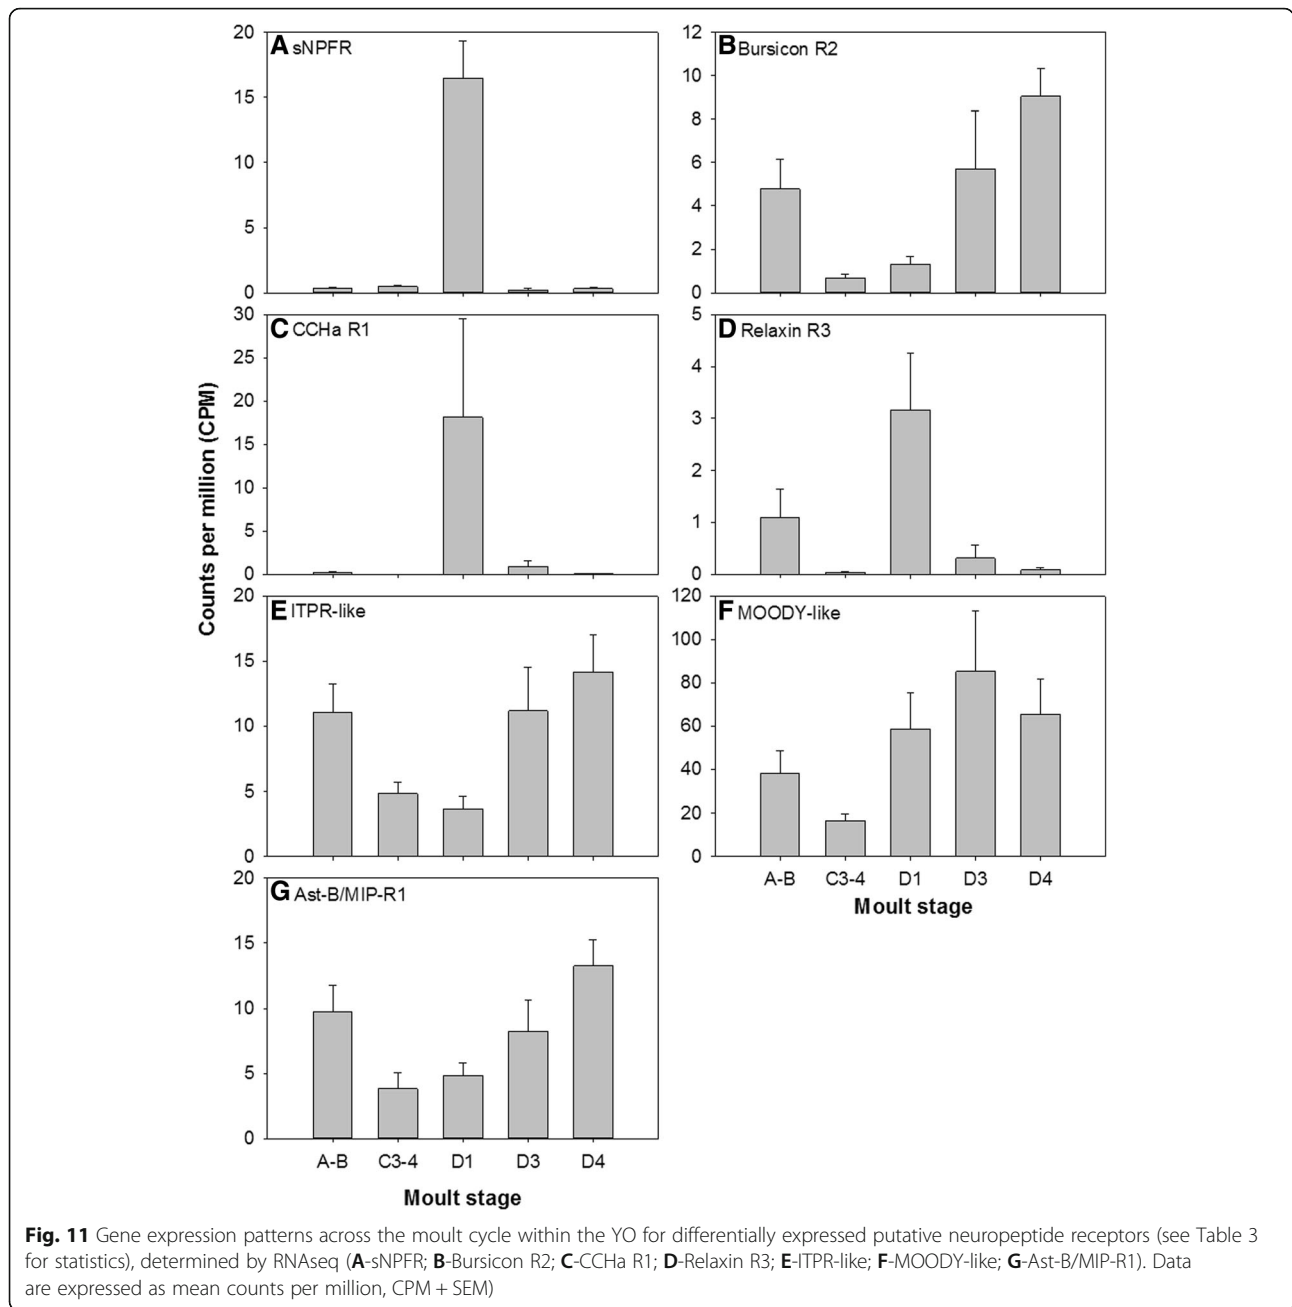 A sNPFR
20
15
10
5
0
B Bursicon R2
12
10
8
6
4
2
0
C CCHa R1
30
25
20
15
10
5
0
D Relaxin R3
5
4
3
2
1
0
Counts per million (CPM)
E ITPR-like
20
15
10
5
0
F MOODY-like
120
100
80
60
40
20
0
A-B C3-4 D1 D3 D4
Moult stage
G Ast-B/MIP-R1
20
15
10
5
0
A-B C3-4 D1 D3 D4
Moult stage
Fig. 11 Gene expression patterns across the moult cycle within the YO for differentially expressed putative neuropeptide receptors (see Table 3
for statistics), determined by RNAseq (A-sNPFR; B-Bursicon R2; C-CCHa R1; D-Relaxin R3; E-ITPR-like; F-MOODY-like; G-Ast-B/MIP-R1). Data
are expressed as mean counts per million, CPM + SEM)